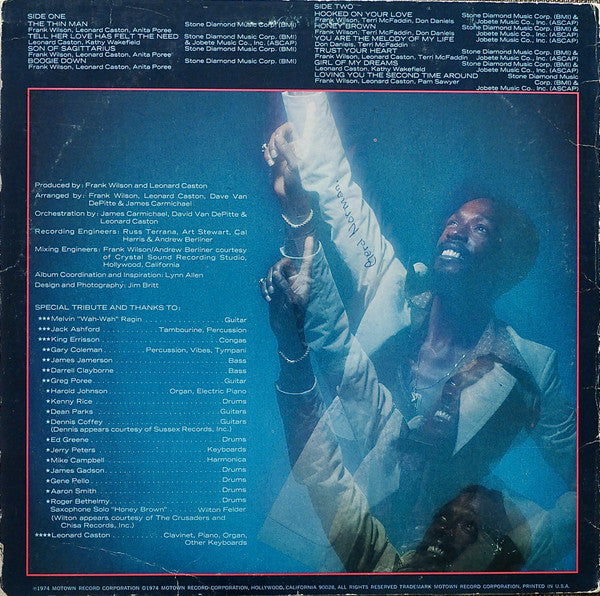 SIDE ONE
THE THIN MAN Stone Diamond Music Corp. (BMI)
Frank Wilson, Leonard Caston, Anita Poree
TELL HER LOVE HAS FELT THE NEED Stone Diamond Music Corp. (BMI)
Leonard Caston, Kathy Wakefield & Jobete Music Co., Inc. (ASCAP)
SON OF SAGITTARIUS Stone Diamond Music Corp. (BMI)
Frank Wilson, Leonard Caston, Anita Poree
BOOGIE DOWN Stone Diamond Music Corp. (BMI)
Frank Wilson, Leonard Caston, Anita Poree
SIDE TWO
HOOKED ON YOUR LOVE Stone Diamond Music Corp. (BMI) &
Frank Wilson, Terri McFaddin, Don Daniels Jobete Music Co., Inc. (ASCAP)
HONEY BROWN Stone Diamond Music Corp. (BMI)
Frank Wilson, Terri McFaddin
YOU ARE THE MELODY OF MY LIFE Stone Diamond Music Corp. (BMI) &
Don Daniels, Terri McFaddin Jobete Music Co., Inc. (ASCAP)
TRUST YOUR HEART Stone Diamond Music Corp. (BMI)
Frank Wilson, Leonard Caston, Terri McFaddin
GIRL OF MY DREAMS Stone Diamond Music Corp. (BMI) &
Leonard Caston, Kathy Wakefield Jobete Music Co., Inc. (ASCAP)
LOVING YOU THE SECOND TIME AROUND Stone Diamond Music
Frank Wilson, Leonard Caston, Pam Sawyer Corp. (BMI) &
Jobete Music Co., Inc. (ASCAP)
Produced by: Frank Wilson and Leonard Caston
Arranged by: Frank Wilson, Leonard Caston, Dave Van
DePitte & James Carmichael
Orchestration by: James Carmichael, David Van DePitte &
Leonard Caston
Recording Engineers: Russ Terrana, Art Stewart, Cal
Harris & Andrew Berliner
Mixing Engineers: Frank Wilson/Andrew Berliner courtesy
of Crystal Sound Recording Studio,
Hollywood, California
Album Coordination and Inspiration: Lynn Allen
Design and Photography: Jim Britt
SPECIAL TRIBUTE AND THANKS TO:
***Melvin "Wah-Wah" Ragin Guitar
***Jack Ashford Tambourine, Percussion
****King Errisson Congas
**Gary Coleman Percussion, Vibes, Tympani
**James Jamerson Bass
**Darrell Clayborne Bass
**Greg Poree Guitar
*Harold Johnson Organ, Electric Piano
*Kenny Rice Drums
*Dean Parks Guitars
*Dennis Coffey Guitars
(Dennis appears courtesy of Sussex Records, Inc.)
*Ed Greene Drums
*Jerry Peters Keyboards
*Mike Campbell Harmonica
*James Gadson Drums
*Gene Pello Drums
*Aaron Smith Drums
*Roger Bethelmy Drums
Saxophone Solo "Honey Brown" Wilton Felder
(Wilton appears courtesy of The Crusaders and
Chisa Records, Inc.)
****Leonard Caston Clavinet, Piano, Organ,
Other Keyboards
℗1974 MOTOWN RECORD CORPORATION ©1974 MOTOWN RECORD CORPORATION, HOLLYWOOD, CALIFORNIA 90028, ALL RIGHTS RESERVED TRADEMARK MOTOWN RECORD CORPORATION, PRINTED IN U.S.A.